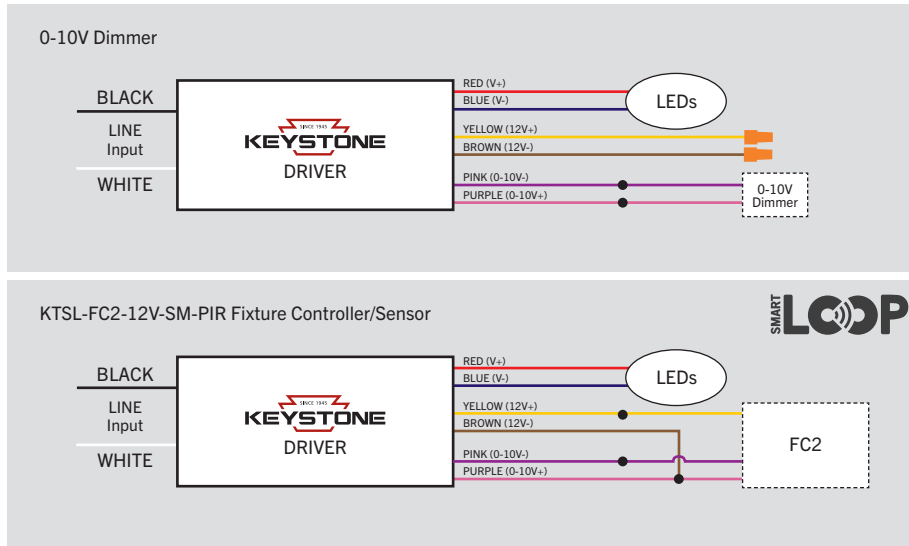 0-10V Dimmer
BLACK
LINE
Input
WHITE
SINCE 1945
KEYSTONE
DRIVER
RED (V+)
BLUE (V-)
YELLOW (12V+)
BROWN (12V-)
PINK (0-10V-)
PURPLE (0-10V+)
LEDs
0-10V
Dimmer
KTSL-FC2-12V-SM-PIR Fixture Controller/Sensor
SMART
LOOP
BLACK
LINE
Input
WHITE
SINCE 1945
KEYSTONE
DRIVER
RED (V+)
BLUE (V-)
YELLOW (12V+)
BROWN (12V-)
PINK (0-10V-)
PURPLE (0-10V+)
LEDs
FC2